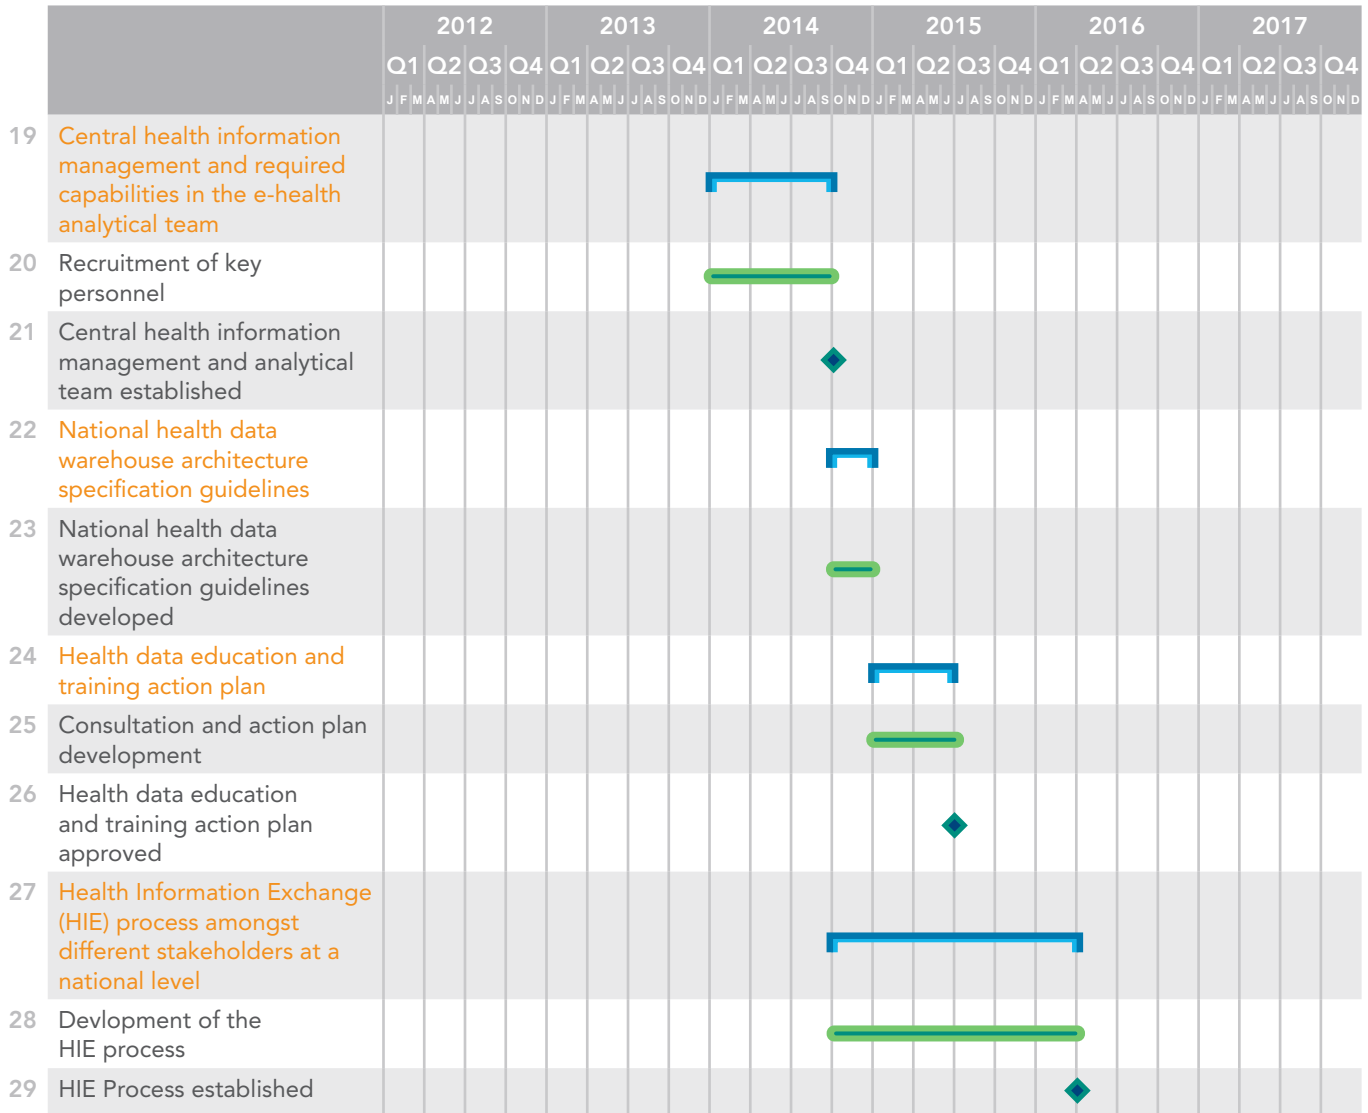 2012 2013 2014 2015 2016 2017
Q1 Q2 Q3 Q4 Q1 Q2 Q3 Q4 Q1 Q2 Q3 Q4 Q1 Q2 Q3 Q4 Q1 Q2 Q3 Q4 Q1 Q2 Q3 Q4
J F M A M J J A S O N D J F M A M J J A S O N D J F M A M J J A S O N D J F M A M J J A S O N D J F M A M J J A S O N D J F M A M J J A S O N D
19 Central health information
management and required
capabilities in the e-health
analytical team
20 Recruitment of key
personnel
21 Central health information
management and analytical
team established
22 National health data
warehouse architecture
specification guidelines
23 National health data
warehouse architecture
specification guidelines
developed
24 Health data education and
training action plan
25 Consultation and action plan
development
26 Health data education
and training action plan
approved
27 Health Information Exchange
(HIE) process amongst
different stakeholders at a
national level
28 Devlopment of the
HIE process
29 HIE Process established